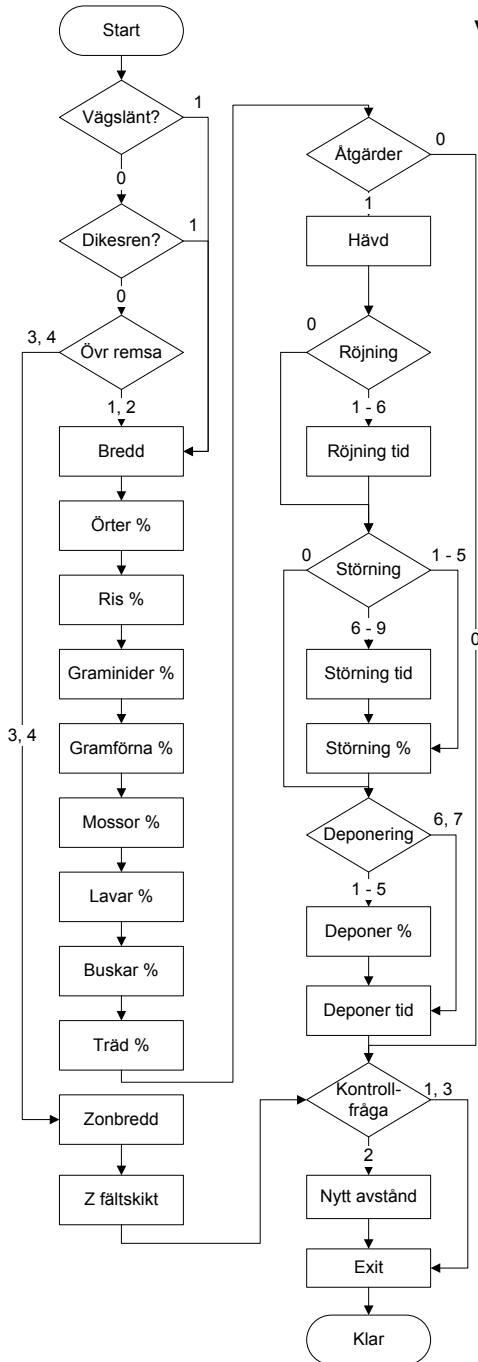 Start
Vägslänt?
1
0
Dikesren?
1
0
3, 4
Övr remsa
1, 2
Bredd
Örter %
Ris %
Graminider %
3, 4
Gramförna %
Mossor %
Lavar %
Buskar %
Träd %
Zonbredd
Z fältskikt
Åtgärder
0
1
Hävd
0
Röjning
1 - 6
Röjning tid
0
1 - 5
Störning
6 - 9
0
Störning tid
Störning %
6, 7
Deponering
1 - 5
Deponer %
Deponer tid
Kontroll-
fråga
1, 3
2
Nytt avstånd
Exit
Klar